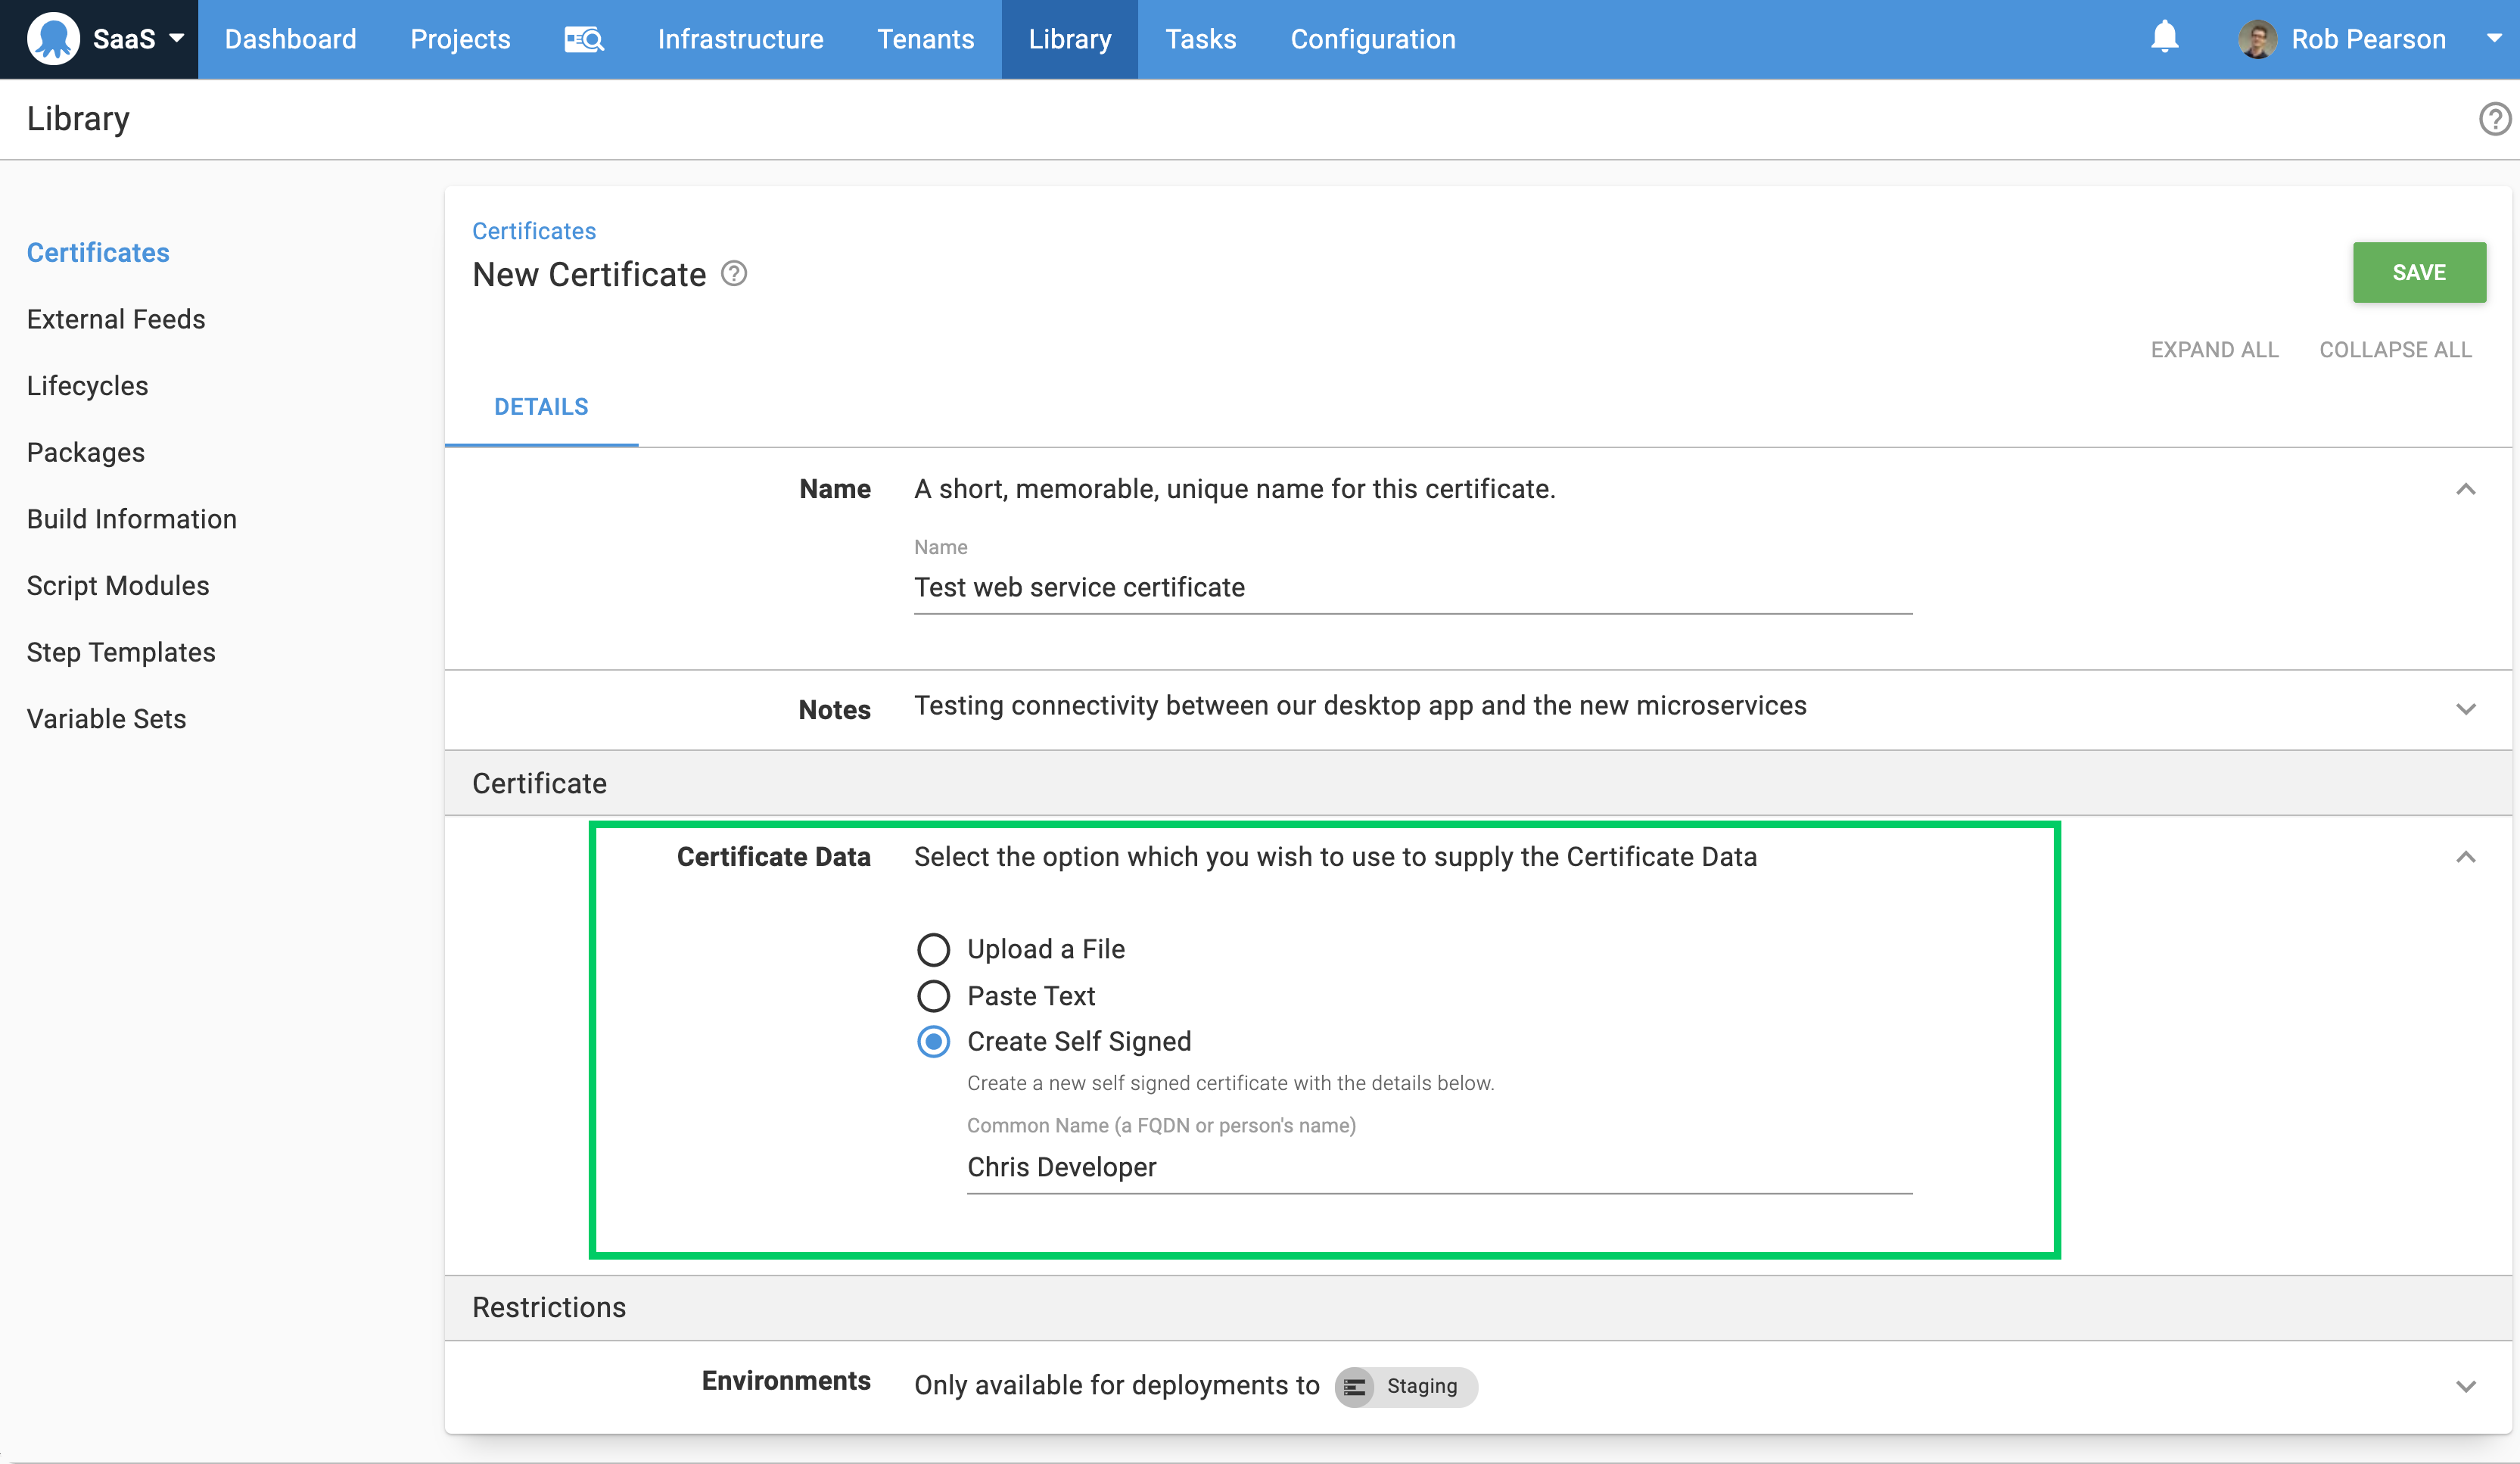 SaaS Dashboard Projects Infrastructure Tenants Library Tasks Configuration Rob Pearson
Library
Certificates
External Feeds
Lifecycles
Packages
Build Information
Script Modules
Step Templates
Variable Sets
Certificates
New Certificate
SAVE
EXPAND ALL COLLAPSE ALL
DETAILS
Name A short, memorable, unique name for this certificate.
Name
Test web service certificate
Notes Testing connectivity between our desktop app and the new microservices
Certificate
Certificate Data Select the option which you wish to use to supply the Certificate Data
Upload a File
Paste Text
Create Self Signed
Create a new self signed certificate with the details below.
Common Name (a FQDN or person's name)
Chris Developer
Restrictions
Environments Only available for deployments to Staging